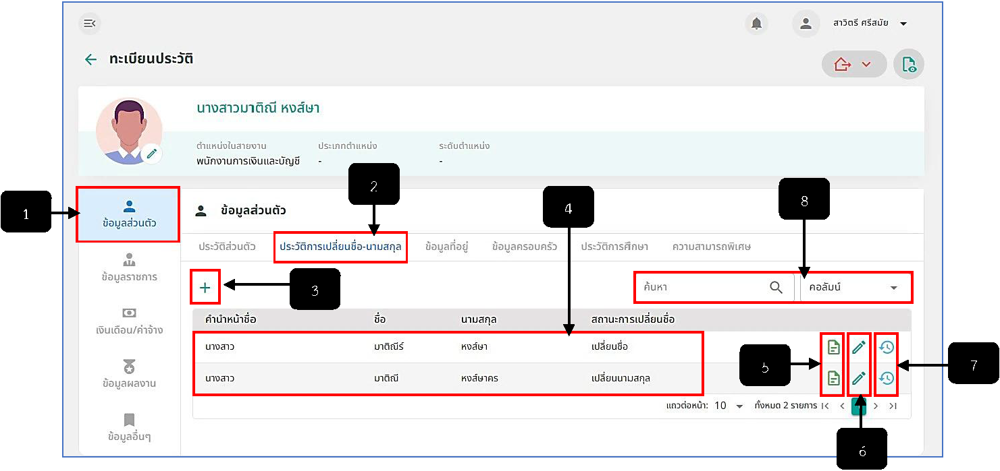 สาวิตรี ศรีสมัย
ทะเบียนประวัติ
นางสาวมาติณี หงส์ษา
ตำแหน่งในสายงาน ประเภทตำแหน่ง ระดับตำแหน่ง
พนักงานการเงินและบัญชี - -
2
4
8
1
ข้อมูลส่วนตัว
ข้อมูลส่วนตัว
ประวัติส่วนตัว ประวัติการเปลี่ยนชื่อ-นามสกุล ข้อมูลที่อยู่ ข้อมูลครอบครัว ประวัติการศึกษา ความสามารถพิเศษ
ข้อมูลราชการ
3
ค้นหา คอลัมน์
คำนำหน้าชื่อ ชื่อ นามสกุล สถานะการเปลี่ยนชื่อ
เงินเดือน/ค่าจ้าง
นางสาว มาติณีร์ หงส์ษา เปลี่ยนชื่อ
5
7
นางสาว มาติณี หงส์ษาคร เปลี่ยนนามสกุล
ข้อมูลผลงาน
แถวต่อหน้า: 10 ทั้งหมด 2 รายการ
ข้อมูลอื่นๆ
6